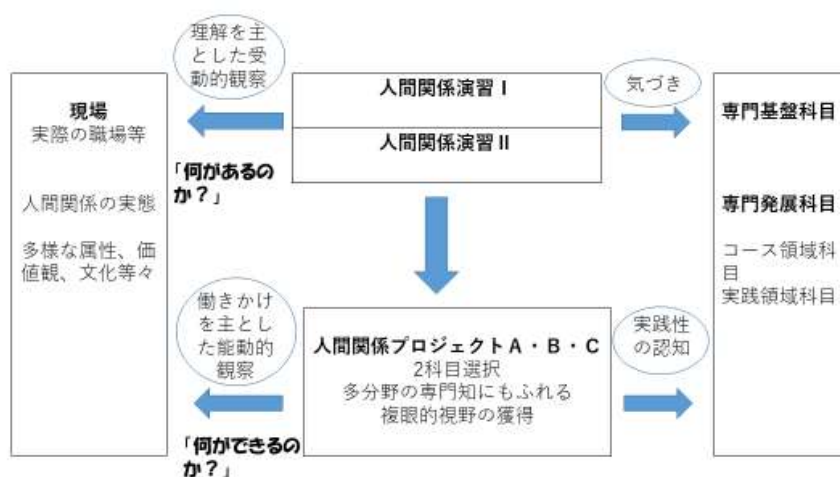 理解を主
とした受
動的観察
現場
実際の職場等
人間関係の実態
多様な属性、価
値観、文化等々
「何があるの
か？」
人間関係演習Ⅰ
人間関係演習Ⅱ
気づき
専門基盤科目
専門発展科目
コース領域科
目
実践領域科目
働きかけ
を主とし
た能動的
観察
「何ができるの
か？」
人間関係プロジェクトA・B・C
2科目選択
多分野の専門知にもふれる
複眼的視野の獲得
実践性
の認知